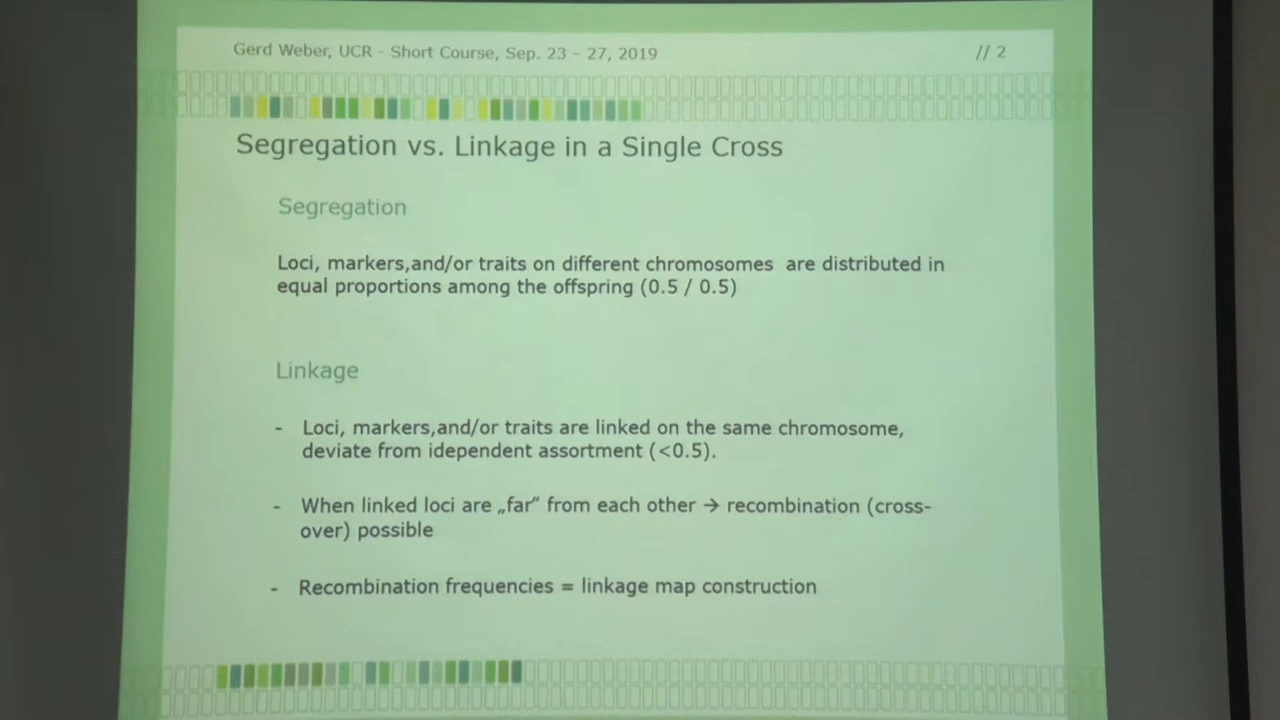 Gerd Weber, UCR - Short Course, Sep. 23 – 27, 2019 // 2
Segregation vs. Linkage in a Single Cross
Segregation
Loci, markers,and/or traits on different chromosomes are distributed in
equal proportions among the offspring (0.5 / 0.5)
Linkage
- Loci, markers,and/or traits are linked on the same chromosome,
deviate from idependent assortment (<0.5).
- When linked loci are „far” from each other → recombination (cross-
over) possible
- Recombination frequencies = linkage map construction